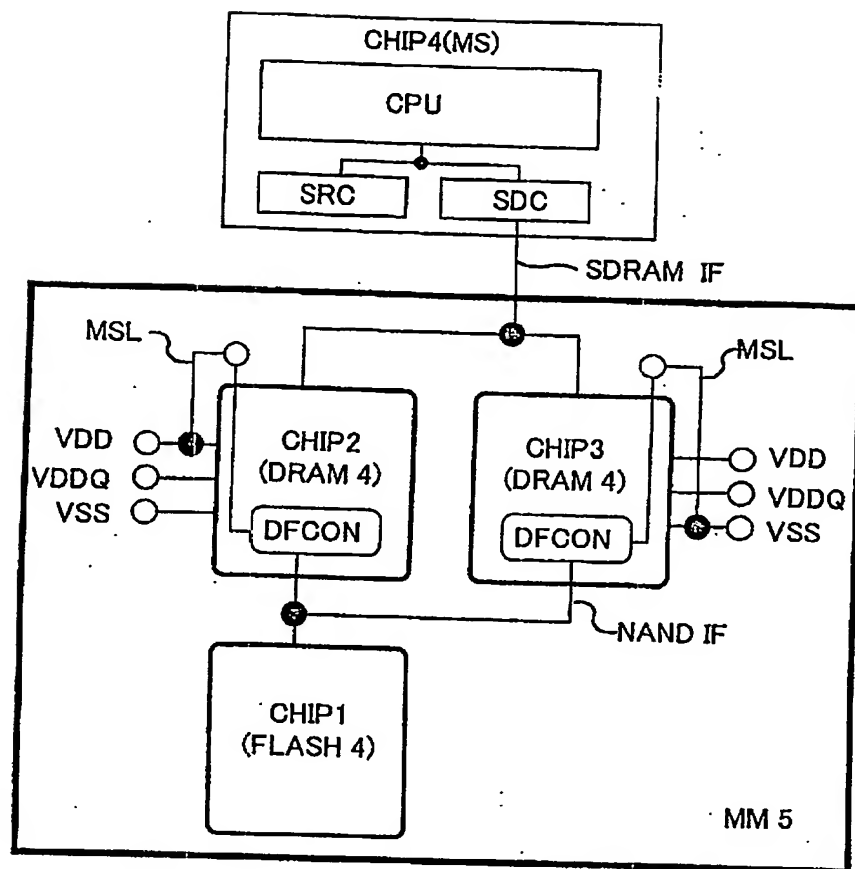 CHIP4(MS)
CPU
SRC
SDC
SDRAM IF
MSL
MSL
VDD
VDDQ
VSS
CHIP2
(DRAM 4)
DFCON
CHIP3
(DRAM 4)
DFCON
VDD
VDDQ
VSS
NAND IF
CHIP1
(FLASH 4)
MM 5